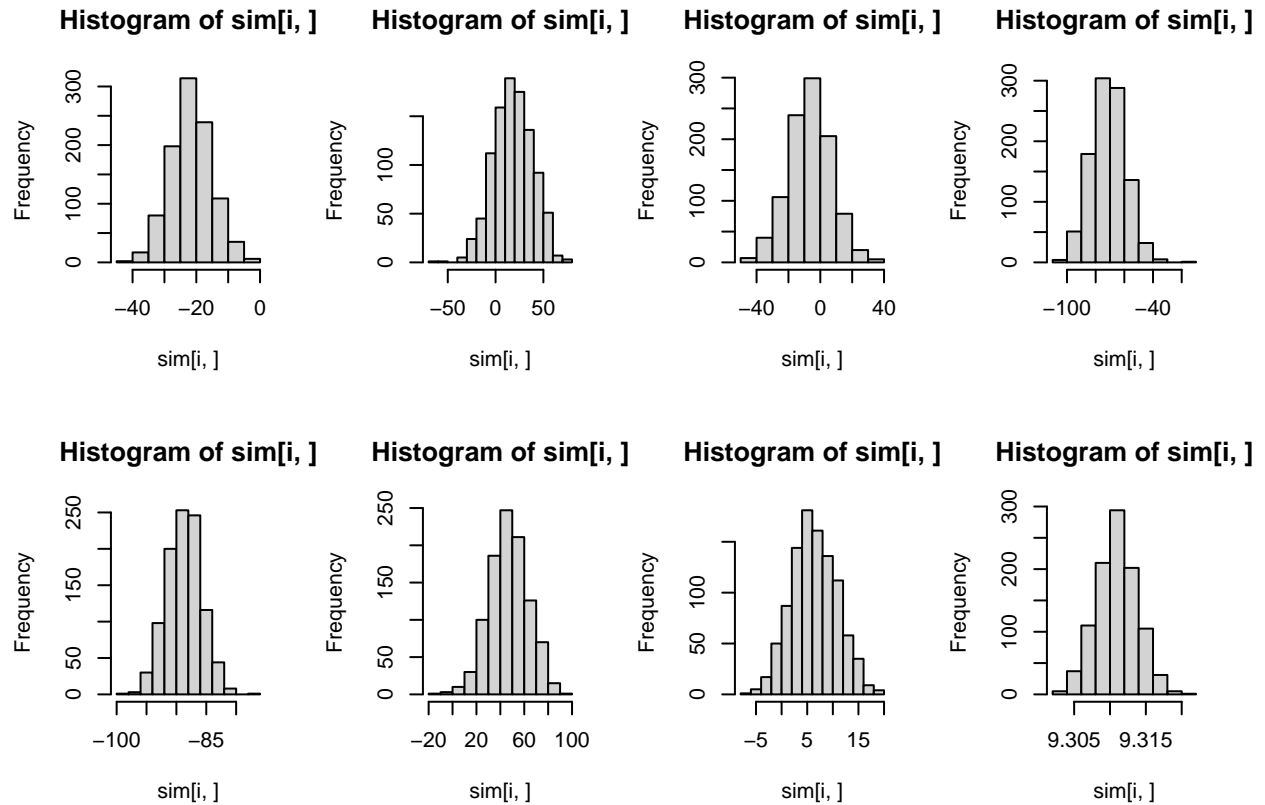 Histogram of sim[i, ] Histogram of sim[i, ] Histogram of sim[i, ] Histogram of sim[i, ]
Frequency
0 100 200 300
−40 −20 0
sim[i, ]
Frequency
0 50 100
−50 0 50
sim[i, ]
Frequency
0 100 200 300
−40 0 40
sim[i, ]
Frequency
0 100 200 300
−100 −40
sim[i, ]
Histogram of sim[i, ] Histogram of sim[i, ] Histogram of sim[i, ] Histogram of sim[i, ]
Frequency
0 50 150 250
−100 −85
sim[i, ]
Frequency
0 50 150 250
−20 20 60 100
sim[i, ]
Frequency
0 50 100
−5 5 15
sim[i, ]
Frequency
0 100 200 300
9.305 9.315
sim[i, ]